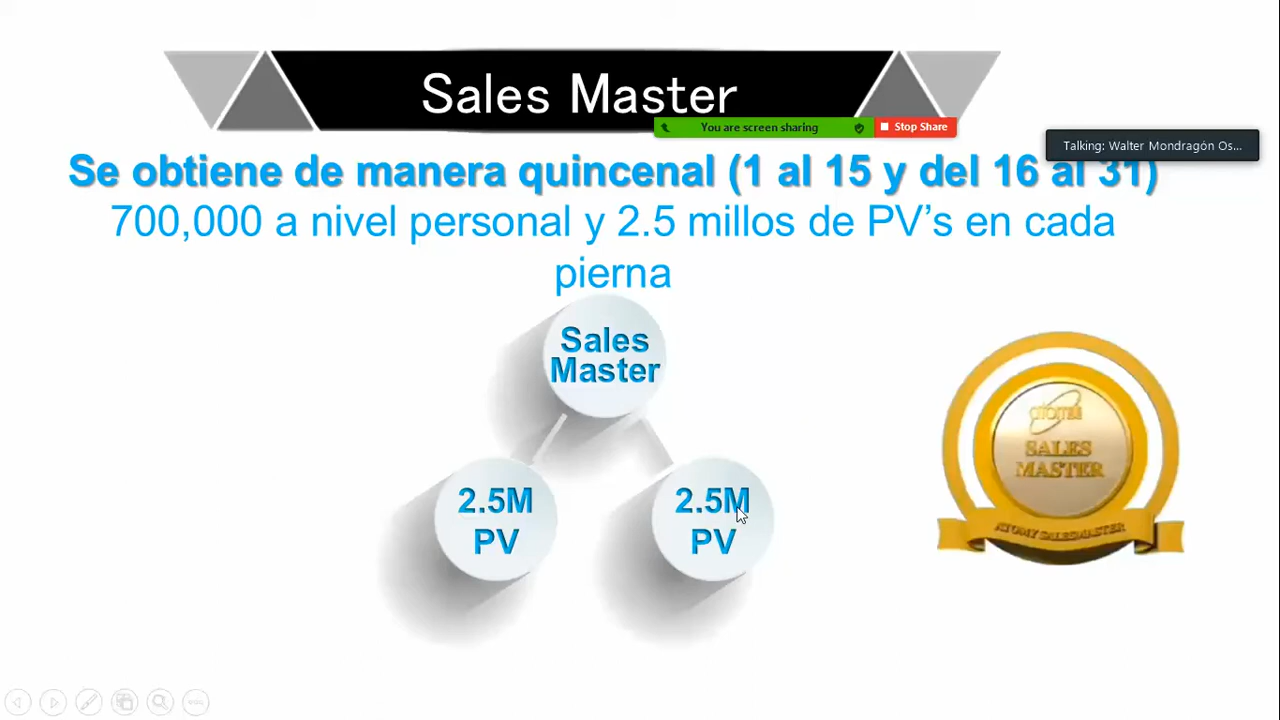 Sales Master
You are screen sharing
Stop Share
Talking: Walter Mondragón Os...
Se obtiene de manera quincenal (1 al 15 y del 16 al 31)
700,000 a nivel personal y 2.5 millos de PV’s en cada
pierna
Sales
Master
2.5M
PV
2.5M
PV
SALES
MASTER
ATOMY SALESMASTER